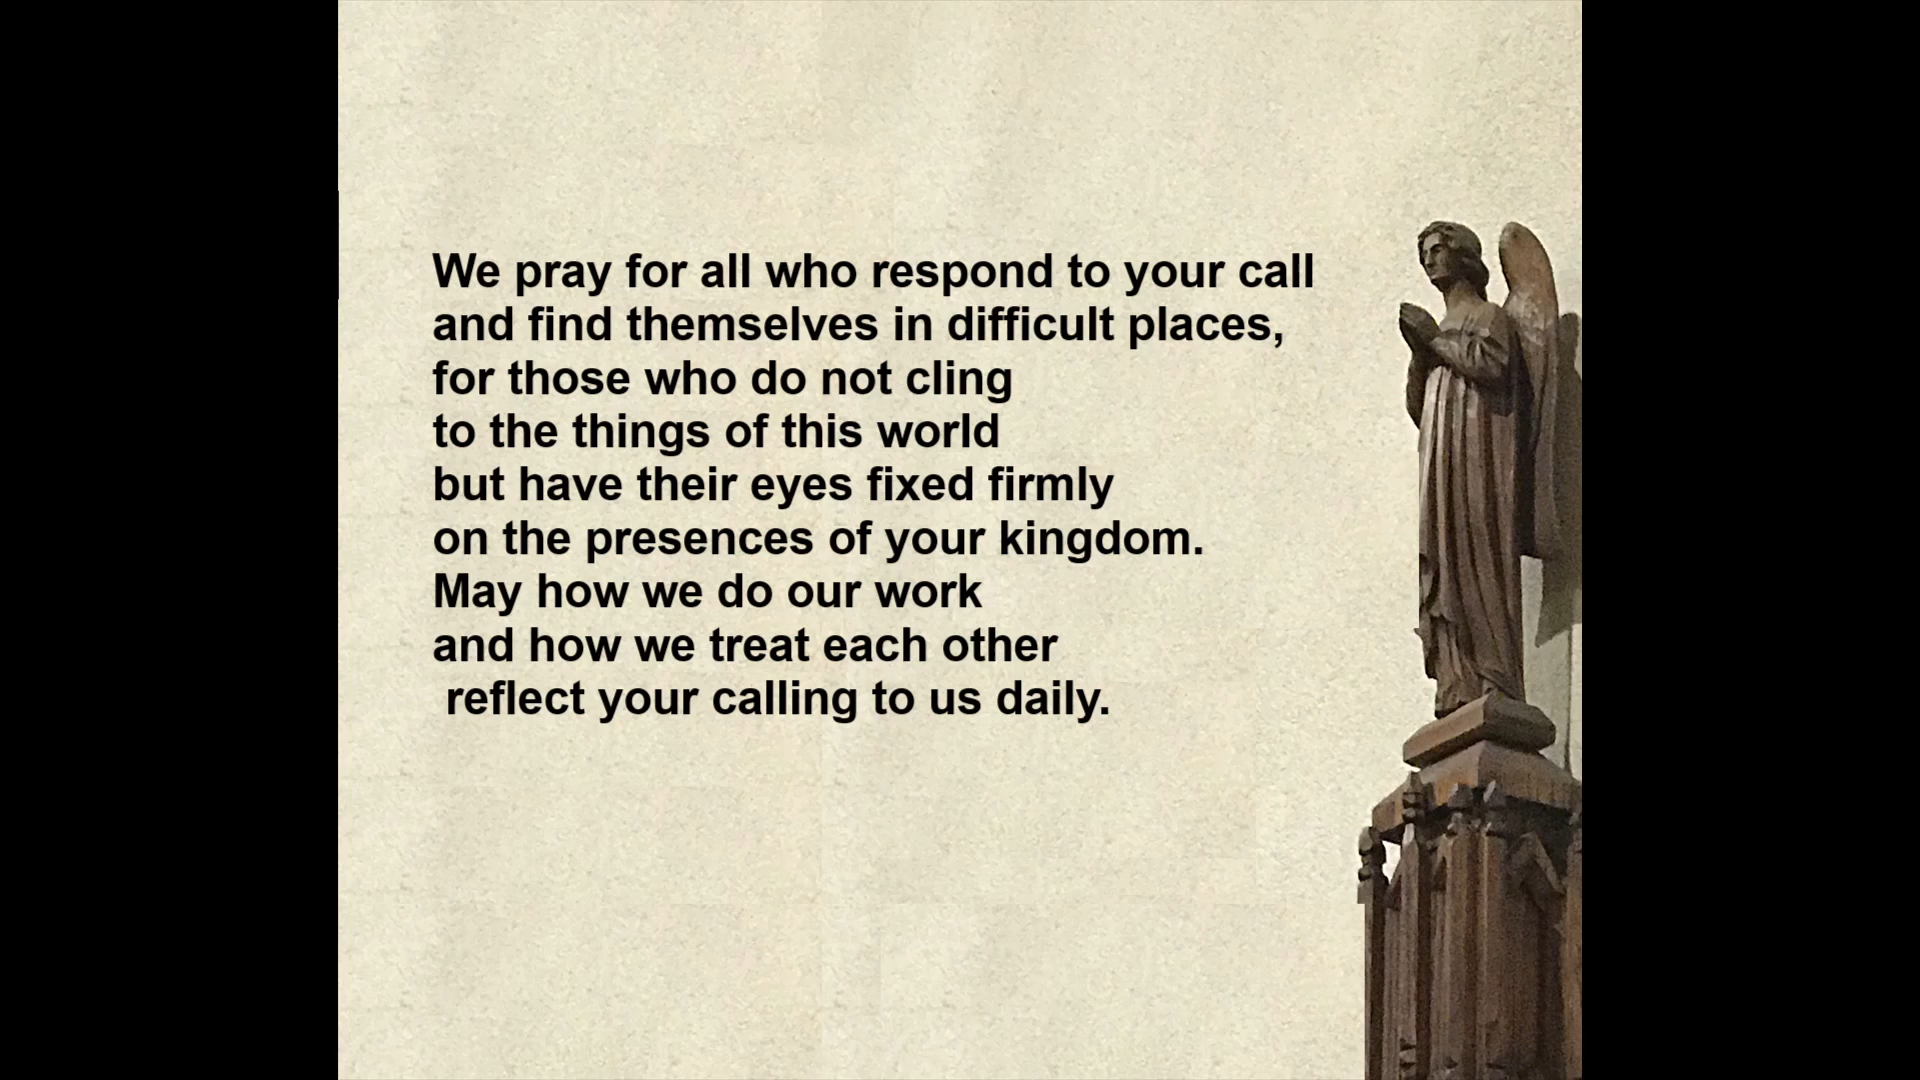 We pray for all who respond to your call
and find themselves in difficult places,
for those who do not cling
to the things of this world
but have their eyes fixed firmly
on the presences of your kingdom.
May how we do our work
and how we treat each other
reflect your calling to us daily.